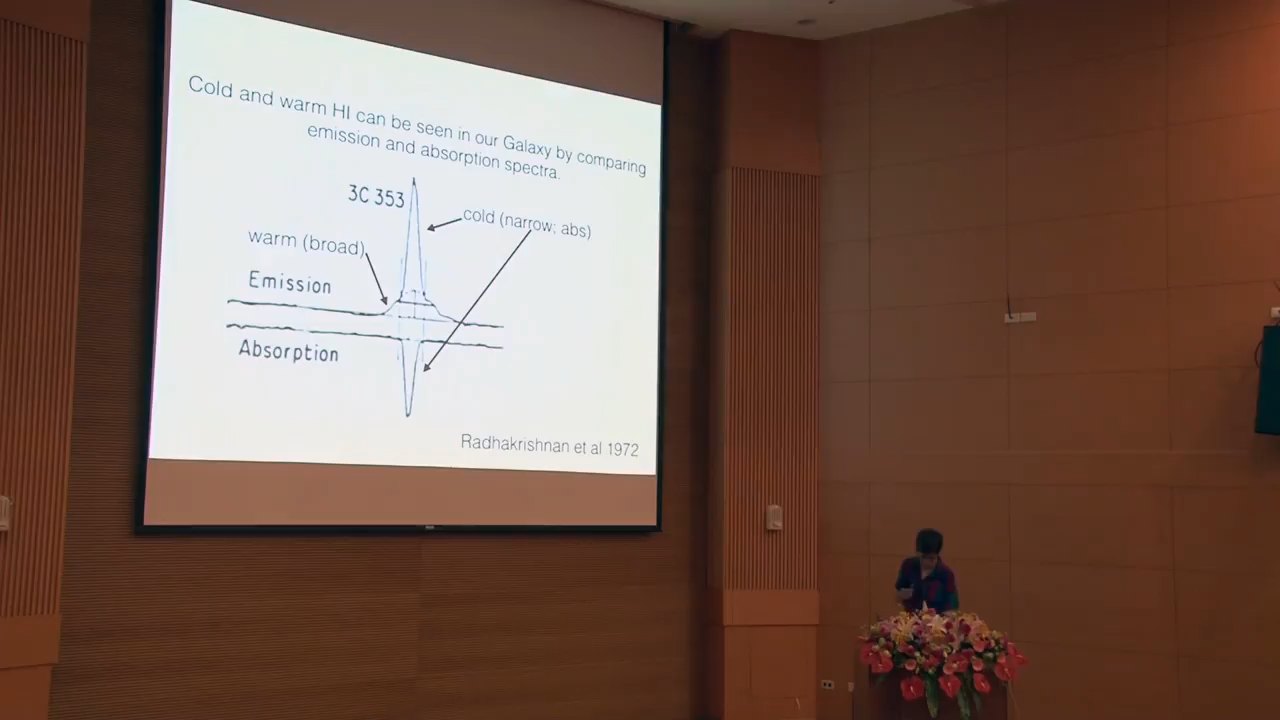 Cold and warm HI can be seen in our Galaxy by comparing
emission and absorption spectra.
3C 353
cold (narrow; abs)
warm (broad)
Emission
Absorption
Radhakrishnan et al 1972